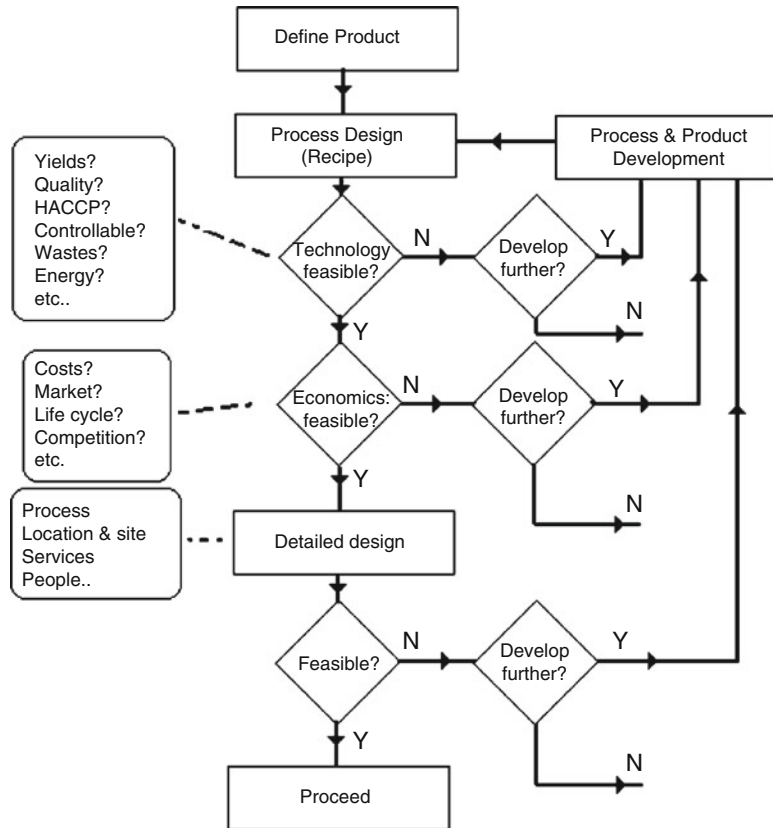 Define Product
Process Design
(Recipe)
Process & Product
Development
Yields?
Quality?
HACCP?
Controllable?
Wastes?
Energy?
etc..
Technology
feasible?
N
Develop
further?
Y
N
Y
Costs?
Market?
Life cycle?
Competition?
etc.
Economics:
feasible?
N
Develop
further?
Y
N
Y
Process
Location & site
Services
People..
Detailed design
Feasible?
N
Develop
further?
Y
N
Y
Proceed